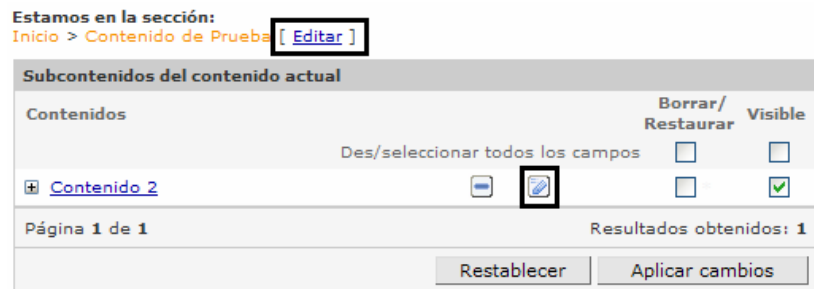 Estamos en la sección:
Inicio > Contenido de Prueba [ Editar ]
Subcontenidos del contenido actual
Contenidos Borrar/ Restaurar Visible
Des/seleccionar todos los campos
Contenido 2
Página 1 de 1 Resultados obtenidos: 1
Restablecer Aplicar cambios